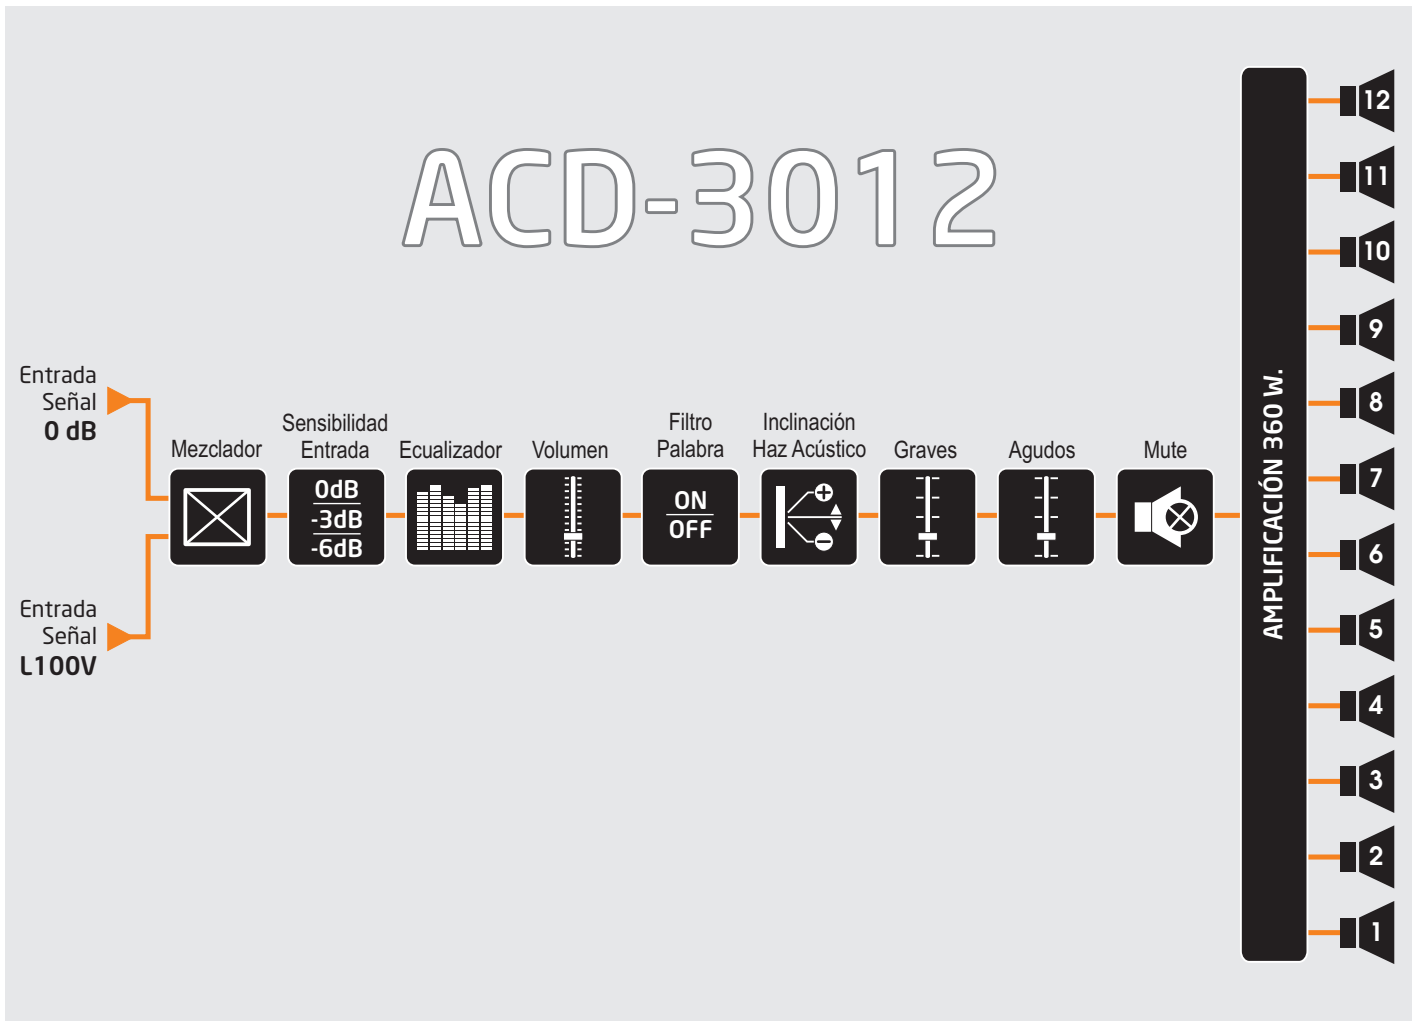 ACD-3012
Entrada
Señal
0 dB
Entrada
Señal
L100V
Mezclador
Sensibilidad
Entrada
0dB
-3dB
-6dB
Ecualizador
Volumen
Filtro
Palabra
ON
OFF
Inclinación
Haz Acústico
Graves
Agudos
Mute
AMPLIFICACIÓN 360 W.
12
11
10
9
8
7
6
5
4
3
2
1